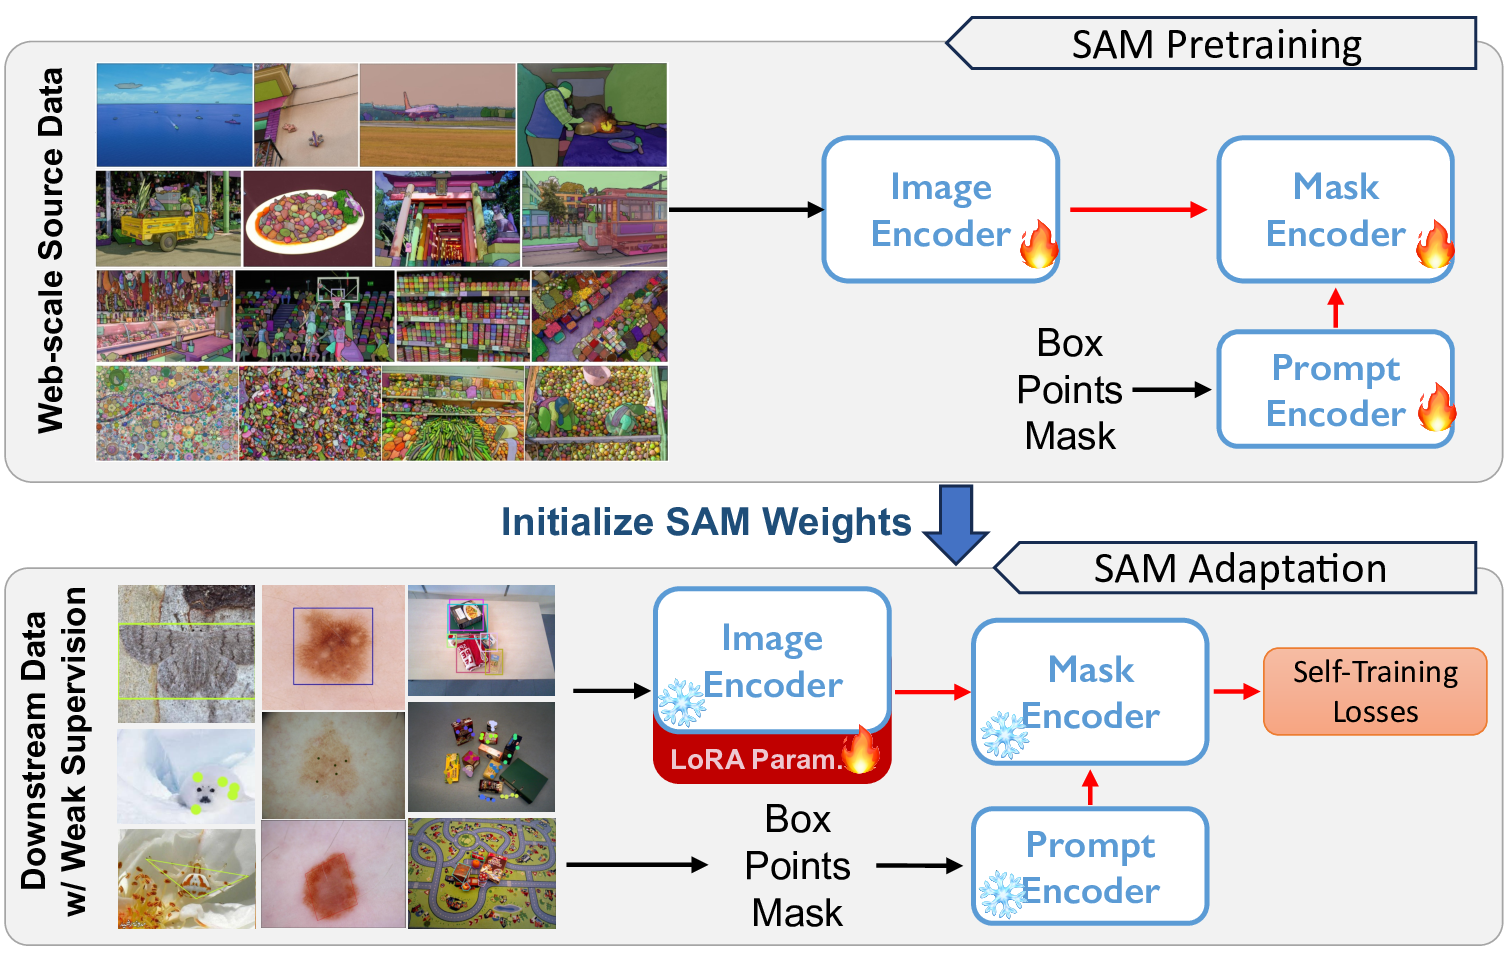 SAM Pretraining
Web-scale Source Data
Image
Encoder
Mask
Encoder
Box
Points
Mask
Prompt
Encoder
Initialize SAM Weights
SAM Adaptation
Downstream Data
w/ Weak Supervision
Image
Encoder
LoRA Param.
Mask
Encoder
Self-Training
Losses
Box
Points
Mask
Prompt
Encoder